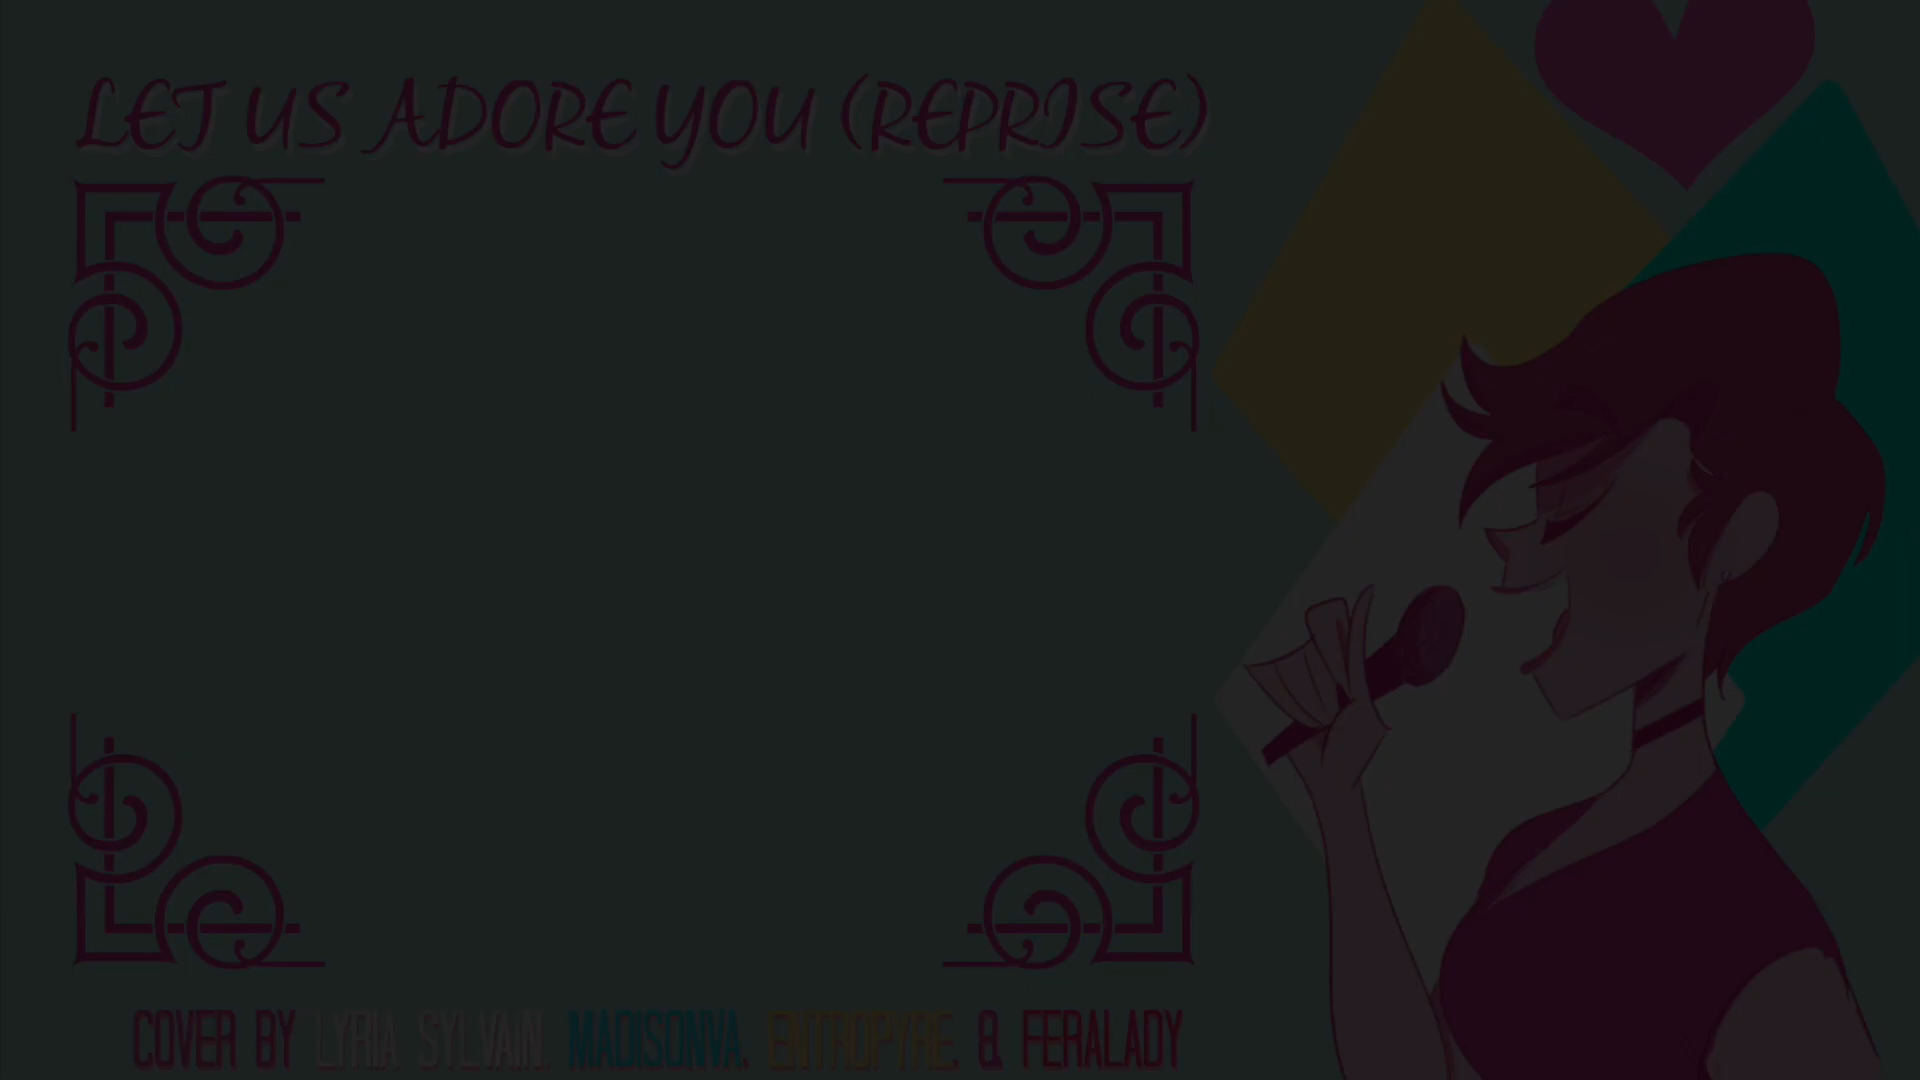 LET US ADORE YOU (REPRISE)
COVER BY LYRIA SYLVAIN, MADISONVA, ENTROPYRE, & FERALADY